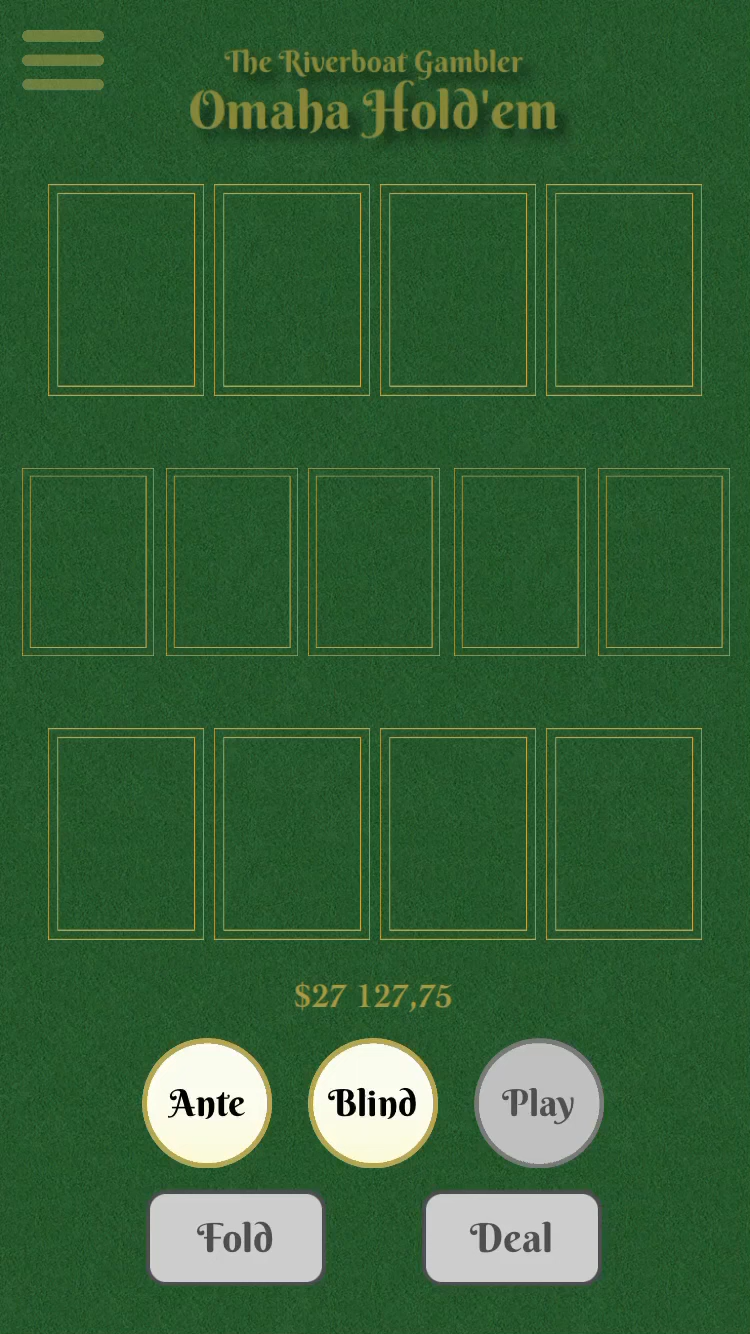 The Riverboat Gambler
Omaha Hold'em
$27 127,75
Ante Blind Play
Fold Deal